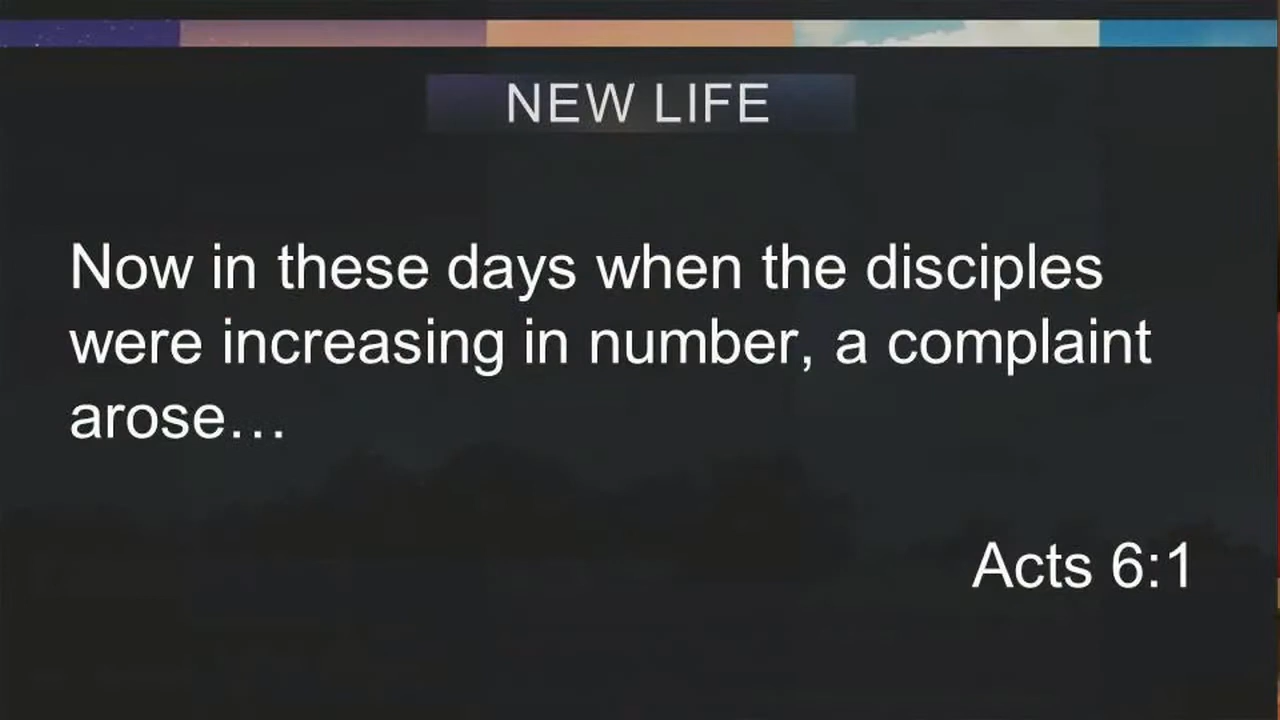 NEW LIFE
Now in these days when the disciples
were increasing in number, a complaint
arose…
Acts 6:1